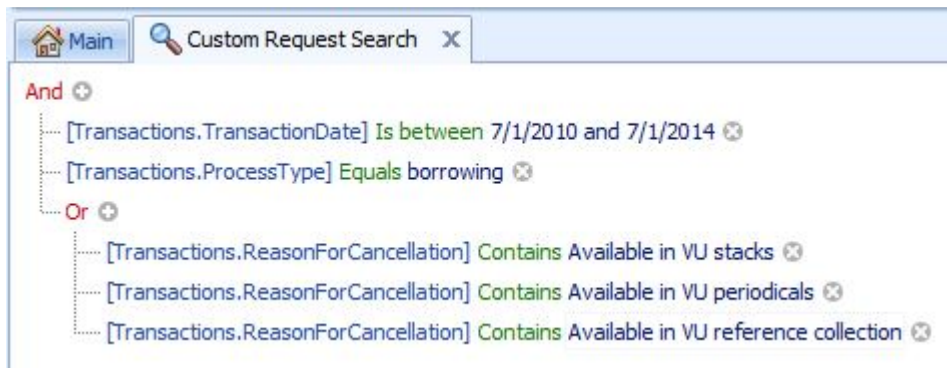 Main Custom Request Search X
And
[Transactions.TransactionDate] Is between 7/1/2010 and 7/1/2014
[Transactions.ProcessType] Equals borrowing
Or
[Transactions.ReasonForCancellation] Contains Available in VU stacks
[Transactions.ReasonForCancellation] Contains Available in VU periodicals
[Transactions.ReasonForCancellation] Contains Available in VU reference collection